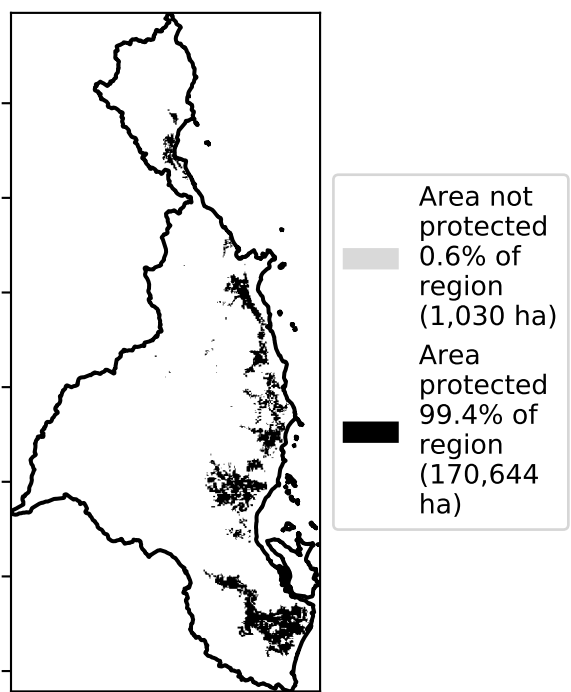 Area not
protected
0.6% of
region
(1,030 ha)
Area
protected
99.4% of
region
(170,644
ha)